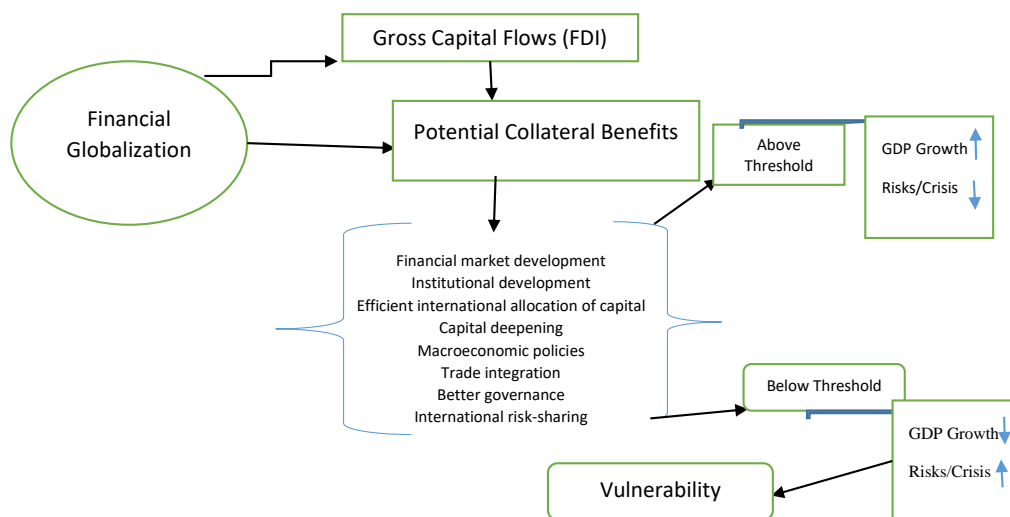 Gross Capital Flows (FDI)
Financial
Globalization
Potential Collateral Benefits
Above
Threshold
GDP Growth
Risks/Crisis
Financial market development
Institutional development
Efficient international allocation of capital
Capital deepening
Macroeconomic policies
Trade integration
Better governance
International risk-sharing
Below Threshold
GDP Growth
Risks/Crisis
Vulnerability